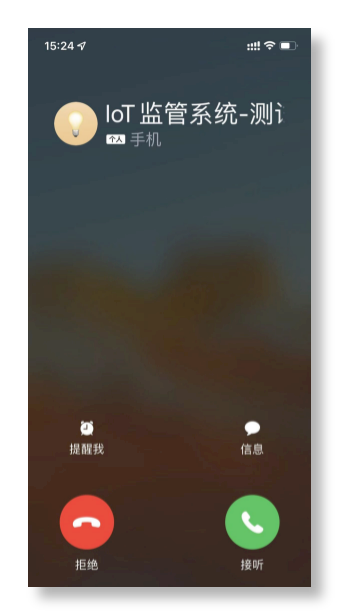 15:24
IoT 监管系统-测
个人 手机
提醒我
信息
拒绝
接听